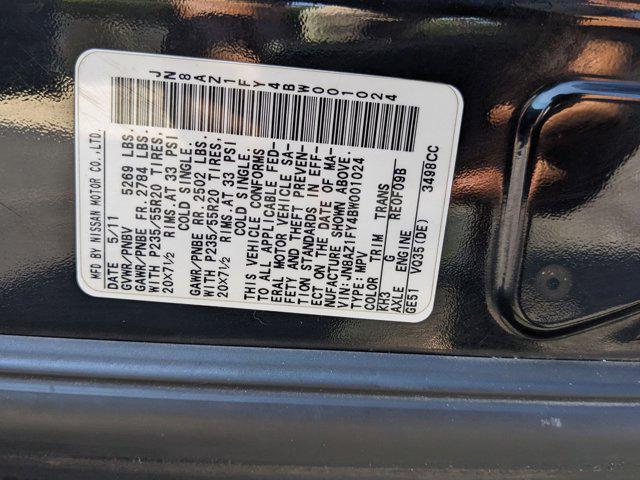 MFD BY NISSAN MOTOR CO.,LTD.
DATE 5/11
GVWR/PNBV 5269 LBS.
GAWR/PNBE FR. 2784 LBS.
WITH P235/55R20 TIRES,
20X7½ RIMS AT 33 PSI
COLD SINGLE.
GAWR/PNBE RR. 2502 LBS.
WITH P235/55R20 TIRES,
20X7½ RIMS AT 33 PSI
COLD SINGLE.
THIS VEHICLE CONFORMS
TO ALL APPLICABLE FED-
ERAL MOTOR VEHICLE SA-
FETY AND THEFT PREVEN-
TION STANDARDS IN EFF-
ECT ON THE DATE OF MA-
NUFACTURE SHOWN ABOVE.
VIN: JN8AZ1FY4BW001024
TYPE: MPV
COLOR TRIM TRANS
KH3 G RE0F09B
AXLE ENGINE
GE51 VQ35(DE) 3498CC
JN8AZ1FY4BW001024